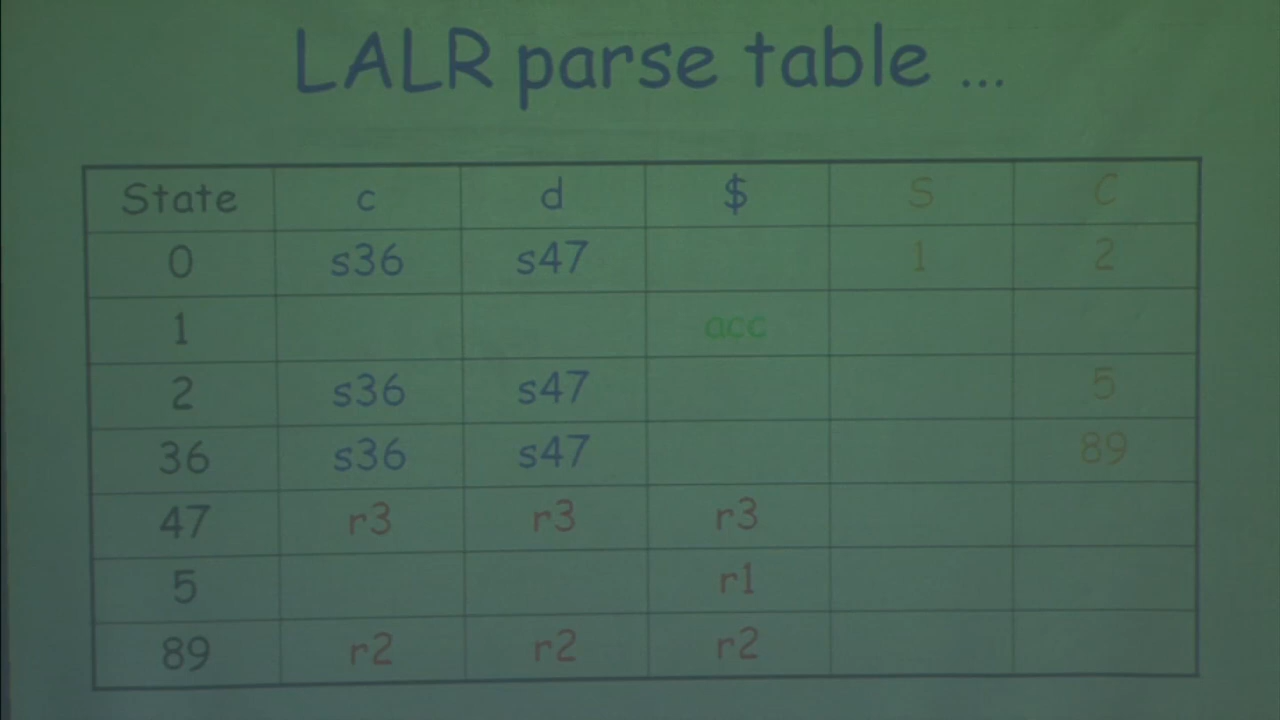 LALR parse table ...
State c d $ S C
0 s36 s47 1 2
1 acc
2 s36 s47 5
36 s36 s47 89
47 r3 r3 r3
5 r1
89 r2 r2 r2